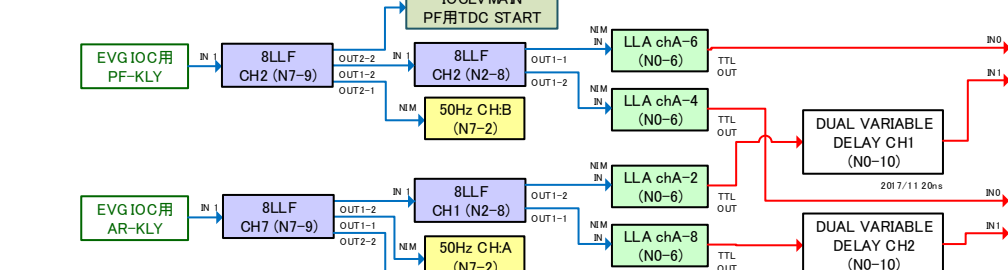 PF用TDC START
EVGIOC用
PF-KLY
IN 1
8LLF
CH2 (N7-9)
OUT2-2
OUT1-2
OUT2-1
IN 1
8LLF
CH2 (N2-8)
OUT1-1
OUT1-2
NIM
50Hz CH:B
(N7-2)
NIM
IN
LLA chA-6
(N0-6)
TTL
OUT
IN0
NIM
IN
LLA chA-4
(N0-6)
TTL
OUT
IN1
DUAL VARIABLE
DELAY CH1
(N0-10)
2017/11 20ns
EVGIOC用
AR-KLY
IN 1
8LLF
CH7 (N7-9)
OUT1-2
OUT1-1
OUT2-2
IN 1
8LLF
CH1 (N2-8)
OUT1-2
OUT1-1
NIM
50Hz CH:A
(N7-2)
NIM
IN
LLA chA-2
(N0-6)
TTL
OUT
IN0
NIM
IN
LLA chA-8
(N0-6)
TTL
OUT
DUAL VARIABLE
DELAY CH2
(N0-10)
IN1